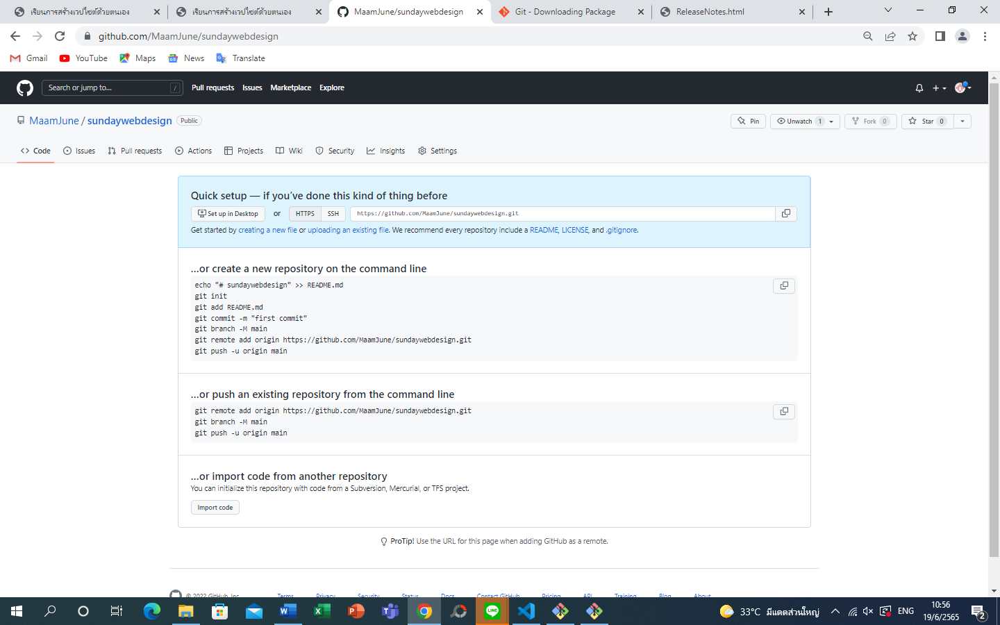 เรียนการสร้างเวปไซต์ด้วยตนเอง
เรียนการสร้างเวปไซต์ด้วยตนเอง
MaamJune/sundaywebdesign
Git - Downloading Package
ReleaseNotes.html
github.com/MaamJune/sundaywebdesign
Gmail
YouTube
Maps
News
Translate
Search or jump to...
/
Pull requests
Issues
Marketplace
Explore
MaamJune / sundaywebdesign Public
Pin
Unwatch 1
Fork 0
Star 0
Code
Issues
Pull requests
Actions
Projects
Wiki
Security
Insights
Settings
Quick setup — if you've done this kind of thing before
Set up in Desktop or HTTPS SSH https://github.com/MaamJune/sundaywebdesign.git
Get started by creating a new file or uploading an existing file. We recommend every repository include a README, LICENSE, and .gitignore.
...or create a new repository on the command line
echo "# sundaywebdesign" >> README.md
git init
git add README.md
git commit -m "first commit"
git branch -M main
git remote add origin https://github.com/MaamJune/sundaywebdesign.git
git push -u origin main
...or push an existing repository from the command line
git remote add origin https://github.com/MaamJune/sundaywebdesign.git
git branch -M main
git push -u origin main
...or import code from another repository
You can initialize this repository with code from a Subversion, Mercurial, or TFS project.
Import code
ProTip! Use the URL for this page when adding GitHub as a remote.
© 2022 GitHub, Inc.
Terms
Privacy
Security
Status
Docs
Contact GitHub
Pricing
API
Training
Blog
About
33°C มีแดดส่วนใหญ่
ENG
10:56
19/6/2565
2